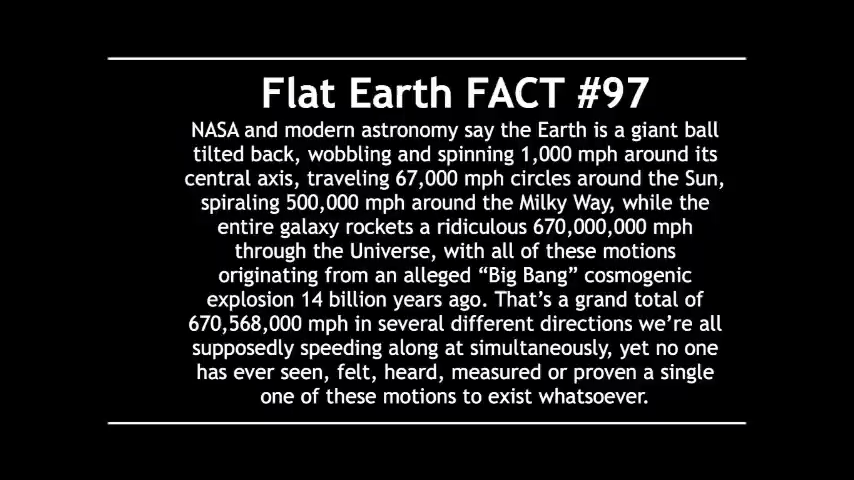 Flat Earth FACT #97
NASA and modern astronomy say the Earth is a giant ball
tilted back, wobbling and spinning 1,000 mph around its
central axis, traveling 67,000 mph circles around the Sun,
spiraling 500,000 mph around the Milky Way, while the
entire galaxy rockets a ridiculous 670,000,000 mph
through the Universe, with all of these motions
originating from an alleged “Big Bang” cosmogenic
explosion 14 billion years ago. That’s a grand total of
670,568,000 mph in several different directions we’re all
supposedly speeding along at simultaneously, yet no one
has ever seen, felt, heard, measured or proven a single
one of these motions to exist whatsoever.